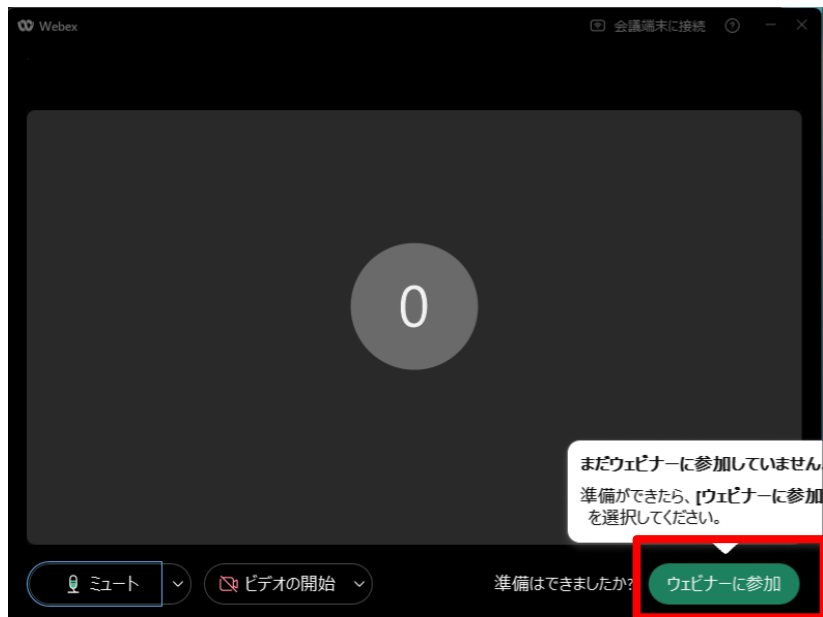 Webex
会議端末に接続
0
まだウェビナーに参加していません
準備ができたら、[ウェビナーに参加
を選択してください。
ミュート
ビデオの開始
準備はできましたか?
ウェビナーに参加